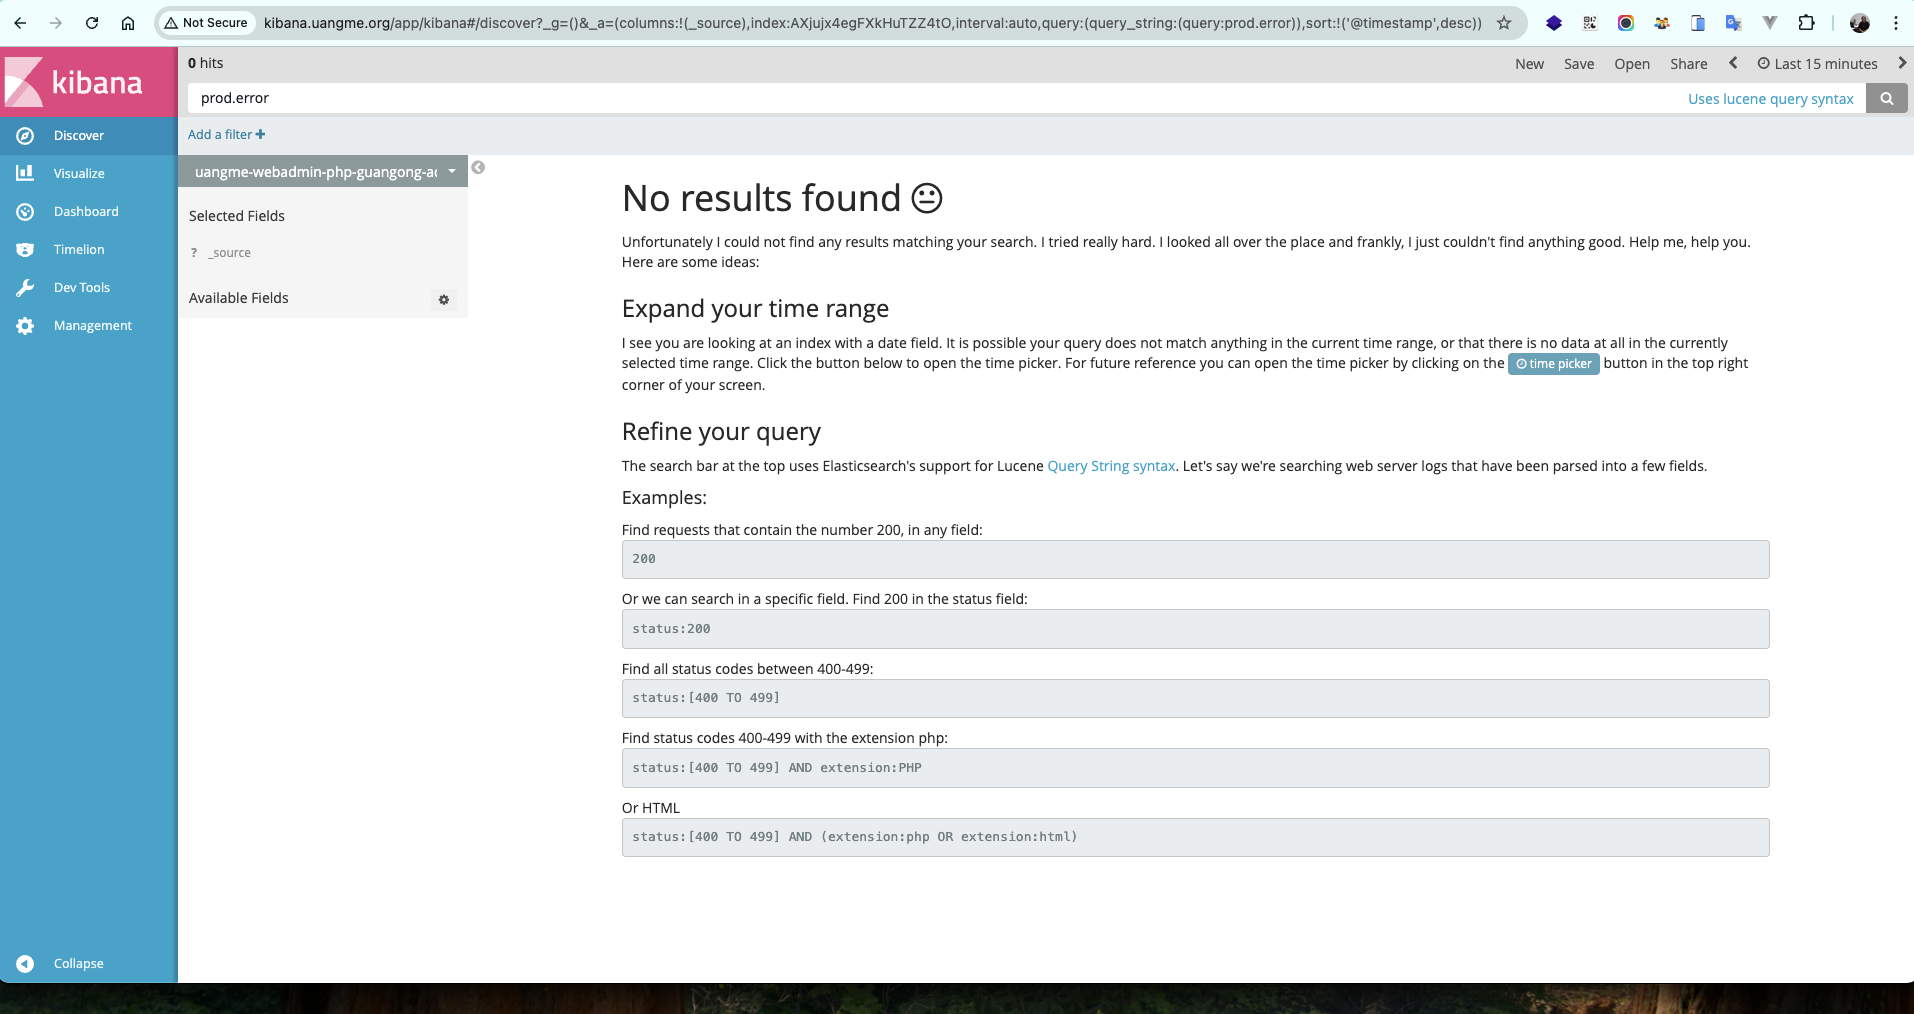 Not Secure
kibana.uangme.org/app/kibana#/discover?_g=()&_a=(columns:!(_source),index:AXjujx4egFXkHuTZZ4tO,interval:auto,query:(query_string:(query:prod.error)),sort:!('@timestamp',desc))
kibana
0 hits
New Save Open Share Last 15 minutes
prod.error
Uses lucene query syntax
Discover
Visualize
Dashboard
Timelion
Dev Tools
Management
Collapse
Add a filter +
uangme-webadmin-php-guangong-ac
Selected Fields
? _source
Available Fields
No results found
Unfortunately I could not find any results matching your search. I tried really hard. I looked all over the place and frankly, I just couldn't find anything good. Help me, help you.
Here are some ideas:
Expand your time range
I see you are looking at an index with a date field. It is possible your query does not match anything in the current time range, or that there is no data at all in the currently
selected time range. Click the button below to open the time picker. For future reference you can open the time picker by clicking on the time picker button in the top right
corner of your screen.
Refine your query
The search bar at the top uses Elasticsearch's support for Lucene Query String syntax. Let's say we're searching web server logs that have been parsed into a few fields.
Examples:
Find requests that contain the number 200, in any field:
200
Or we can search in a specific field. Find 200 in the status field:
status:200
Find all status codes between 400-499:
status:[400 TO 499]
Find status codes 400-499 with the extension php:
status:[400 TO 499] AND extension:PHP
Or HTML
status:[400 TO 499] AND (extension:php OR extension:html)